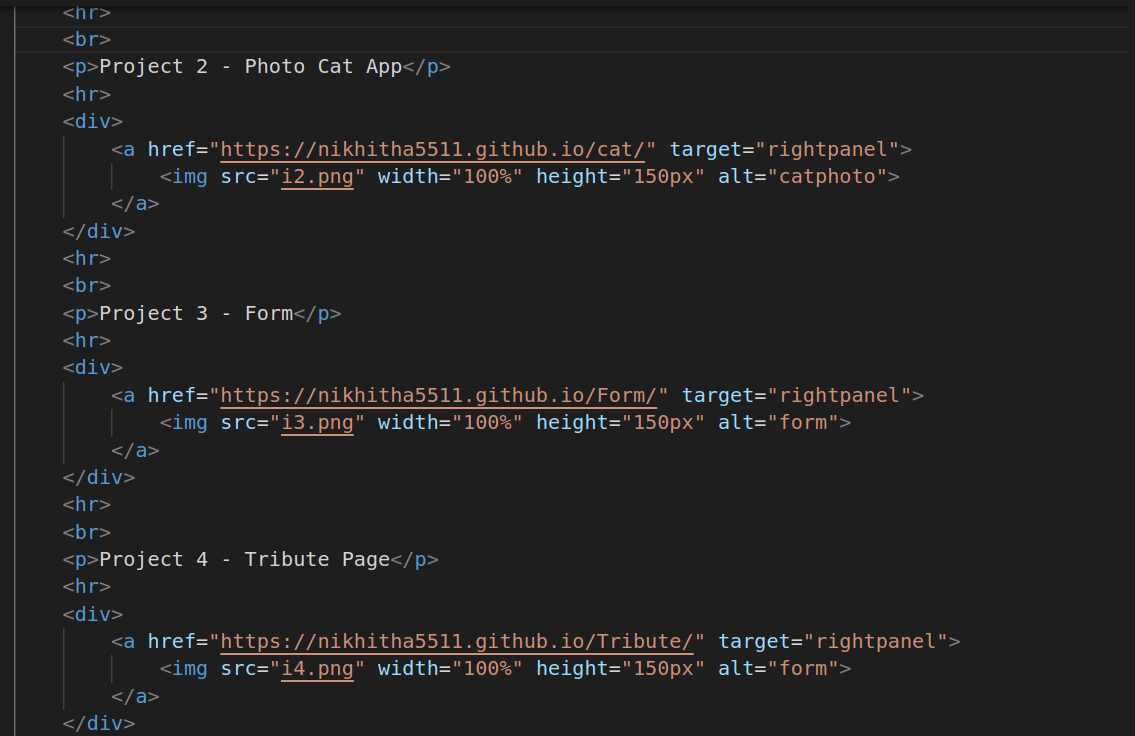 <hr>
<br>
<p>Project 2 - Photo Cat App</p>
<hr>
<div>
<a href="https://nikhitha5511.github.io/cat/" target="rightpanel">
<img src="i2.png" width="100%" height="150px" alt="catphoto">
</a>
</div>
<hr>
<br>
<p>Project 3 - Form</p>
<hr>
<div>
<a href="https://nikhitha5511.github.io/Form/" target="rightpanel">
<img src="i3.png" width="100%" height="150px" alt="form">
</a>
</div>
<hr>
<br>
<p>Project 4 - Tribute Page</p>
<hr>
<div>
<a href="https://nikhitha5511.github.io/Tribute/" target="rightpanel">
<img src="i4.png" width="100%" height="150px" alt="form">
</a>
</div>